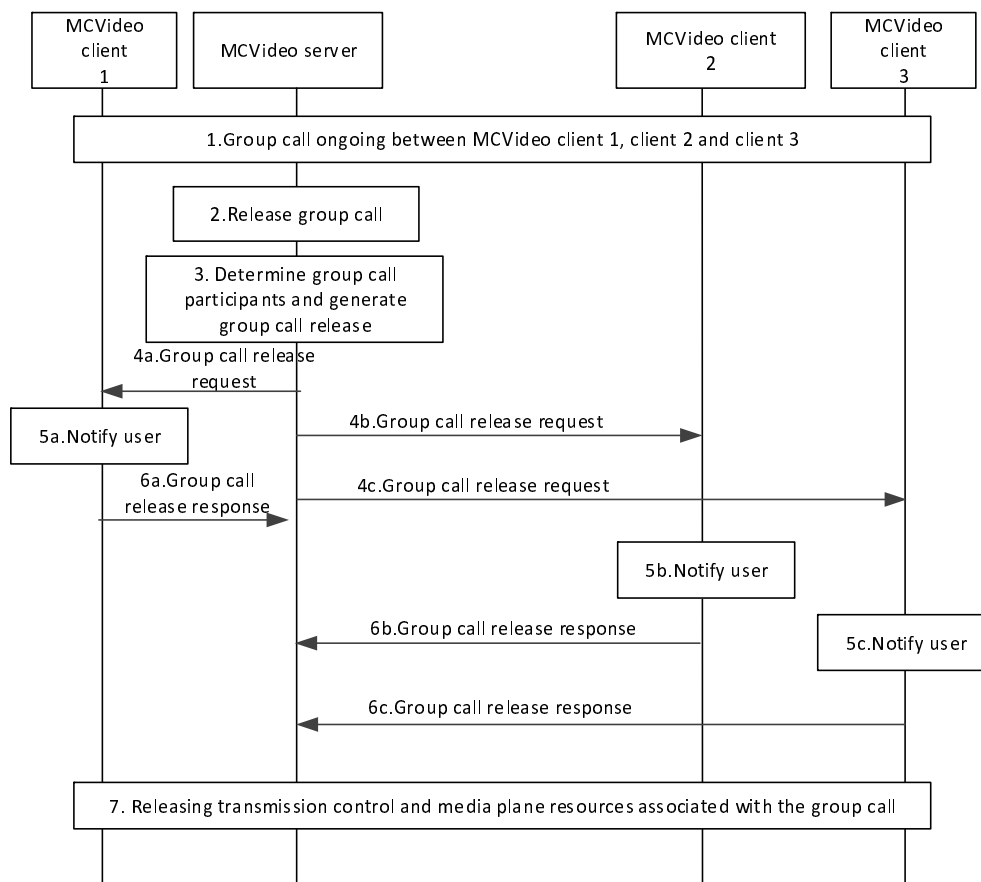 MCVideo
client
1
MCVideo server
MCVideo client
2
MCVideo
client
3
1.Group call ongoing between MCVideo client 1, client 2 and client 3
2.Release group call
3. Determine group call
participants and generate
group call release
4a.Group call release
request
4b.Group call release request
5a.Notify user
6a.Group call
release response
4c.Group call release request
5b.Notify user
6b.Group call release response
5c.Notify user
6c.Group call release response
7. Releasing transmission control and media plane resources associated with the group call